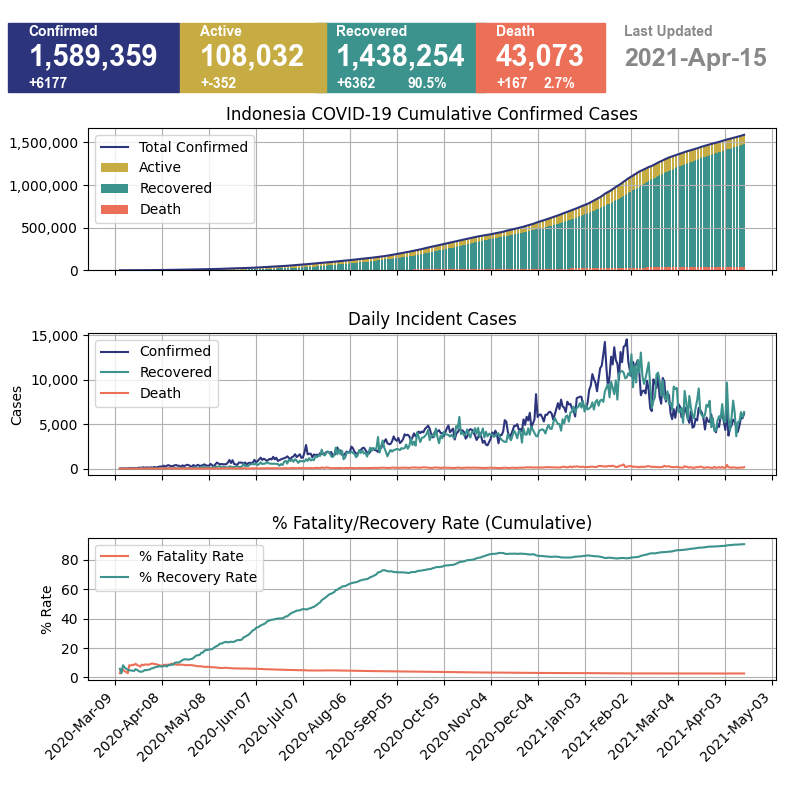 Confirmed
1,589,359
+6177
Active
108,032
+-352
Recovered
1,438,254
+6362 90.5%
Death
43,073
+167 2.7%
Last Updated
2021-Apr-15
Indonesia COVID-19 Cumulative Confirmed Cases
1,500,000
1,000,000
500,000
0
Total Confirmed
Active
Recovered
Death
Daily Incident Cases
Cases
15,000
10,000
5,000
0
Confirmed
Recovered
Death
% Fatality/Recovery Rate (Cumulative)
% Rate
80
60
40
20
0
% Fatality Rate
% Recovery Rate
2020-Mar-09
2020-Apr-08
2020-May-08
2020-Jun-07
2020-Jul-07
2020-Aug-06
2020-Sep-05
2020-Oct-05
2020-Nov-04
2020-Dec-04
2021-Jan-03
2021-Feb-02
2021-Mar-04
2021-Apr-03
2021-May-03